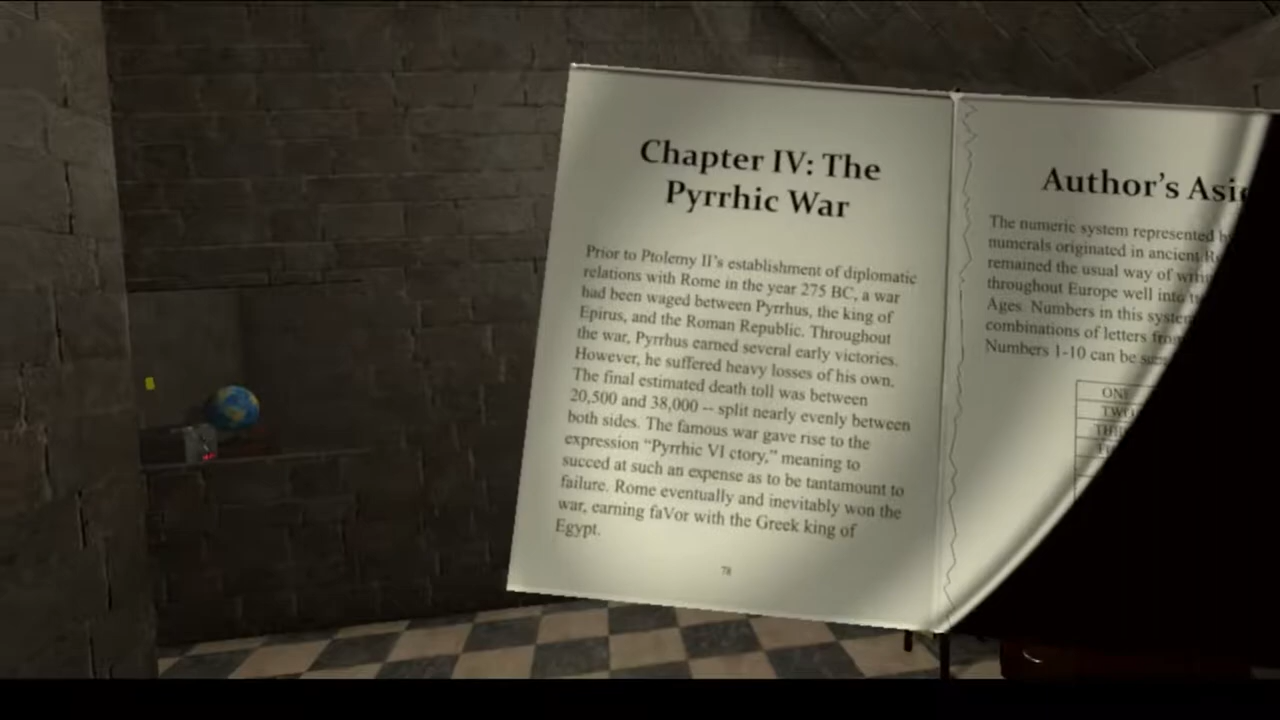 Chapter IV: The
Pyrrhic War
Prior to Ptolemy II's establishment of diplomatic
relations with Rome in the year 275 BC, a war
had been waged between Pyrrhus, the king of
Epirus, and the Roman Republic. Throughout
the war, Pyrrhus earned several early victories.
However, he suffered heavy losses of his own.
The final estimated death toll was between
20,500 and 38,000 -- split nearly evenly between
both sides. The famous war gave rise to the
expression “Pyrrhic VI ctory,” meaning to
succed at such an expense as to be tantamount to
failure. Rome eventually and inevitably won the
war, earning faVor with the Greek king of
Egypt.
78
Author's
The numeric system represented
numerals originated in ancient
remained the usual way of
throughout Europe well into
Ages. Numbers in this system
combinations of letters from
Numbers 1-10 can be
ONE